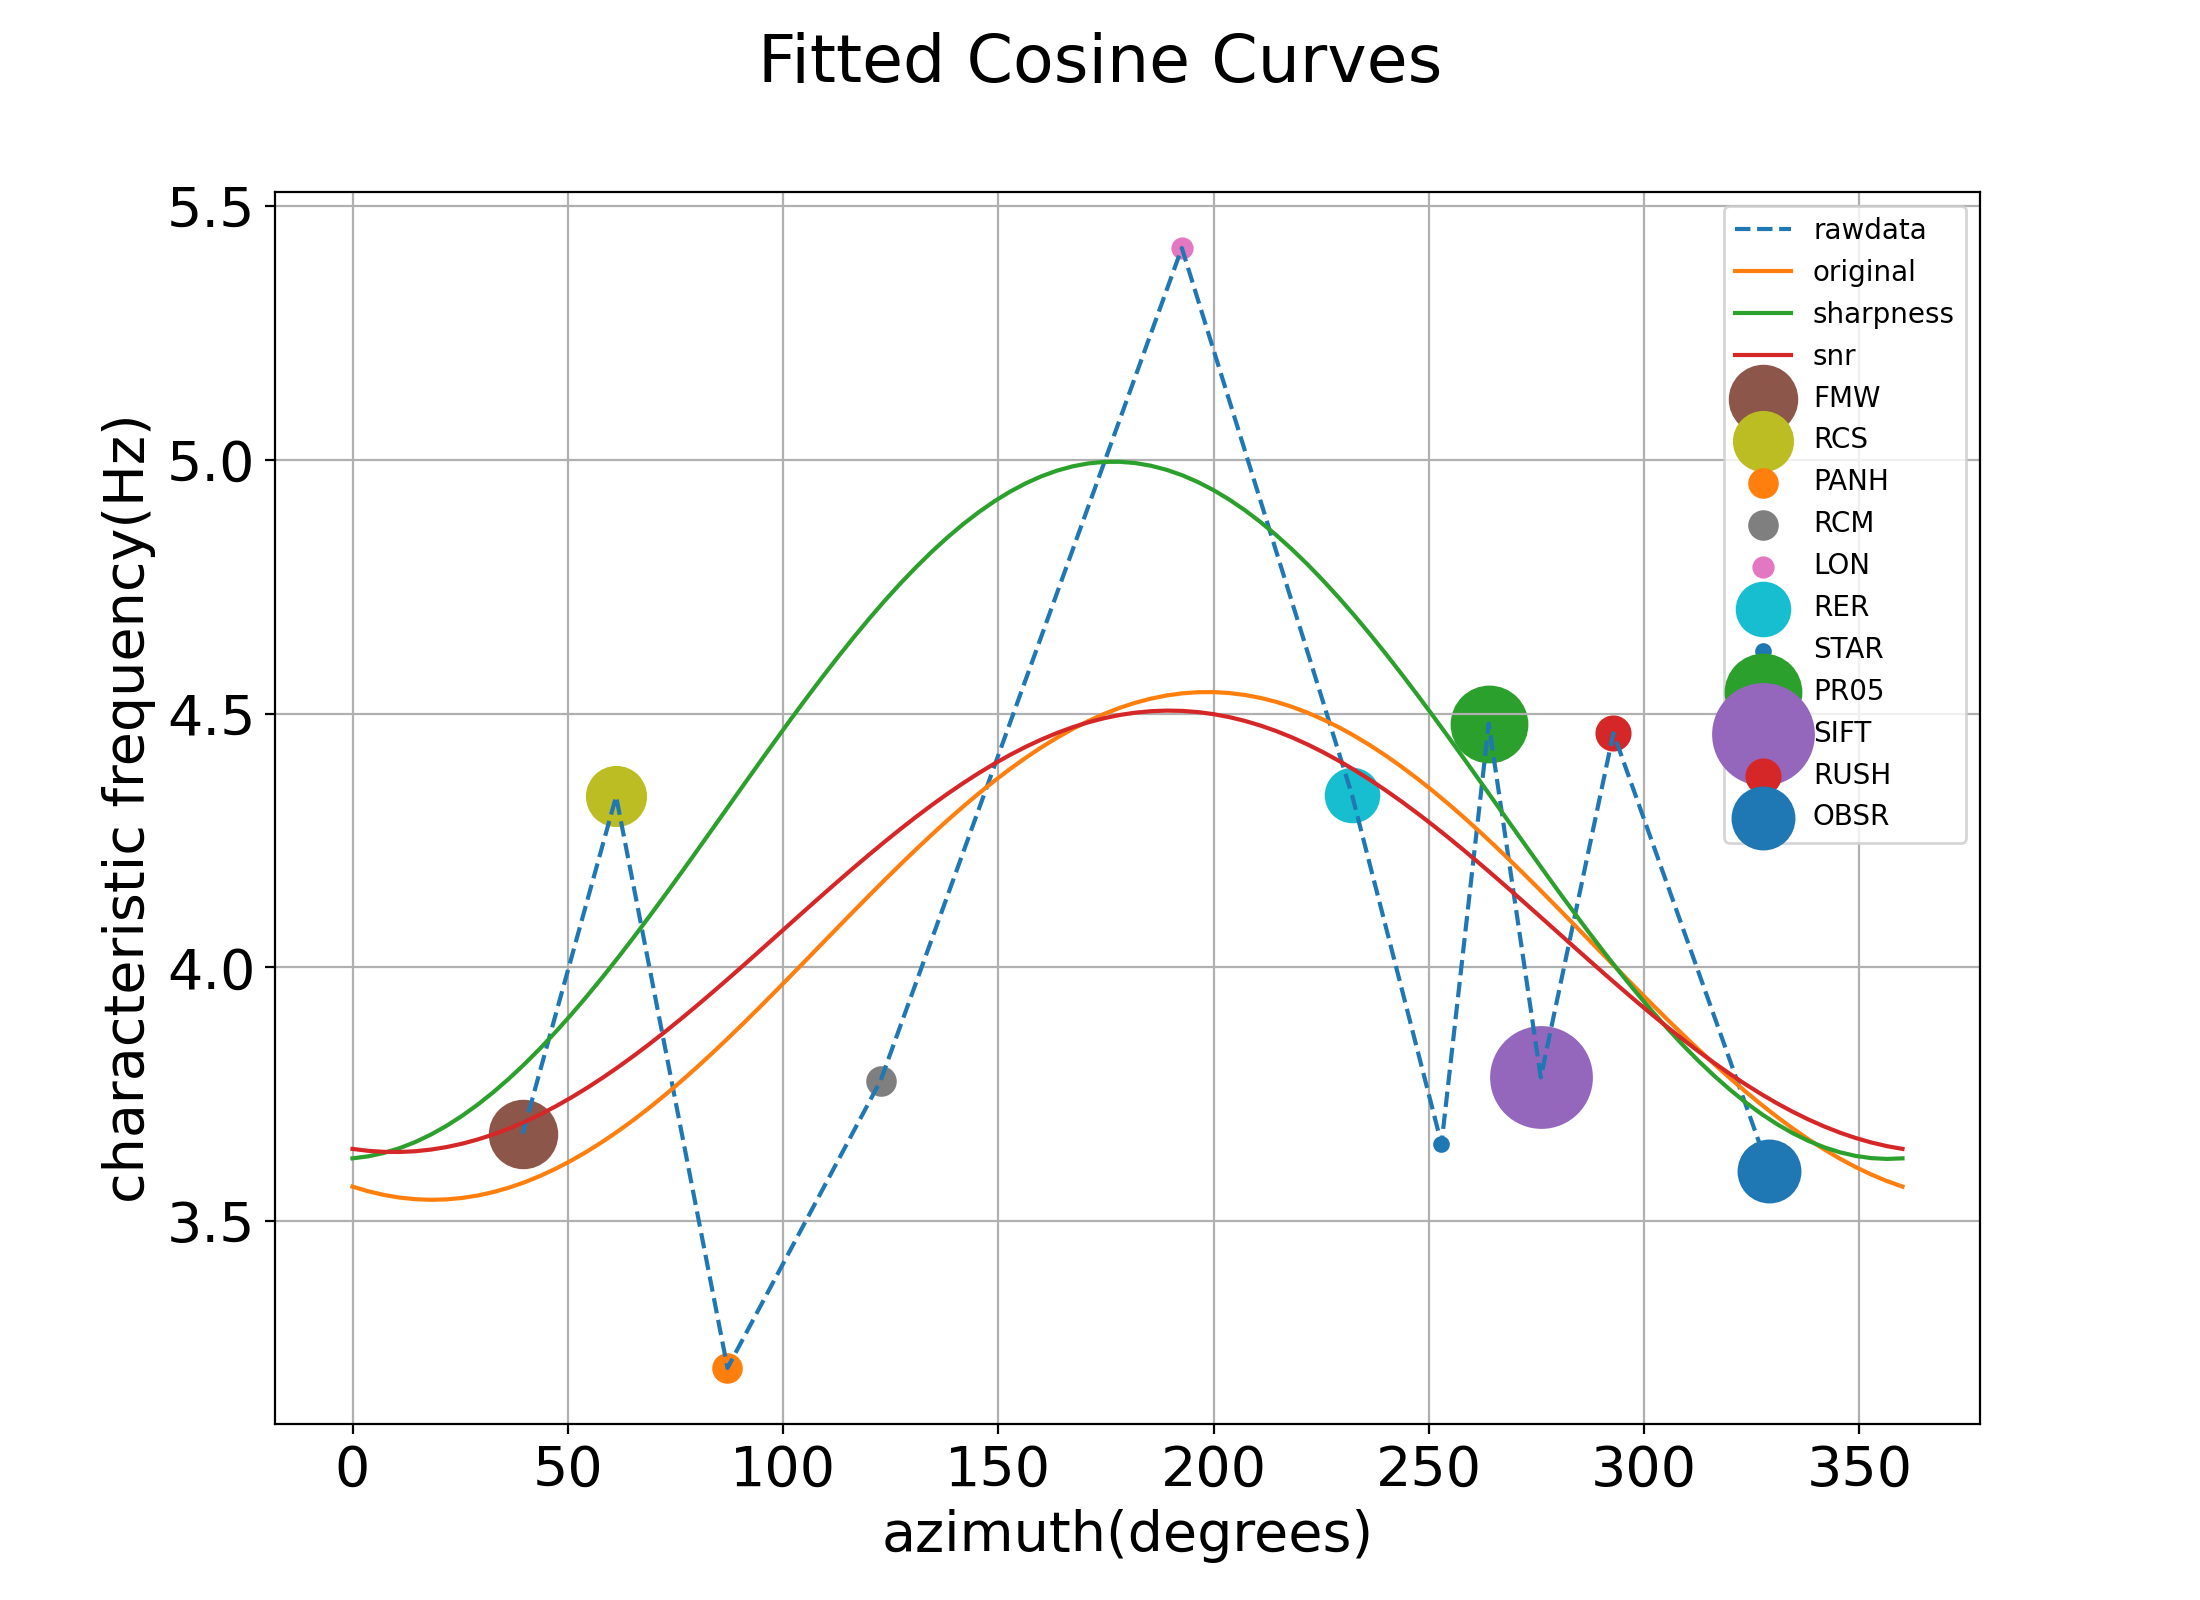 Fitted Cosine Curves
5.5
5.0
4.5
4.0
3.5
characteristic frequency(Hz)
rawdata
original
sharpness
snr
FMW
RCS
PANH
RCM
LON
RER
STAR
PR05
SIFT
RUSH
OBSR
0 50 100 150 200 250 300 350
azimuth(degrees)